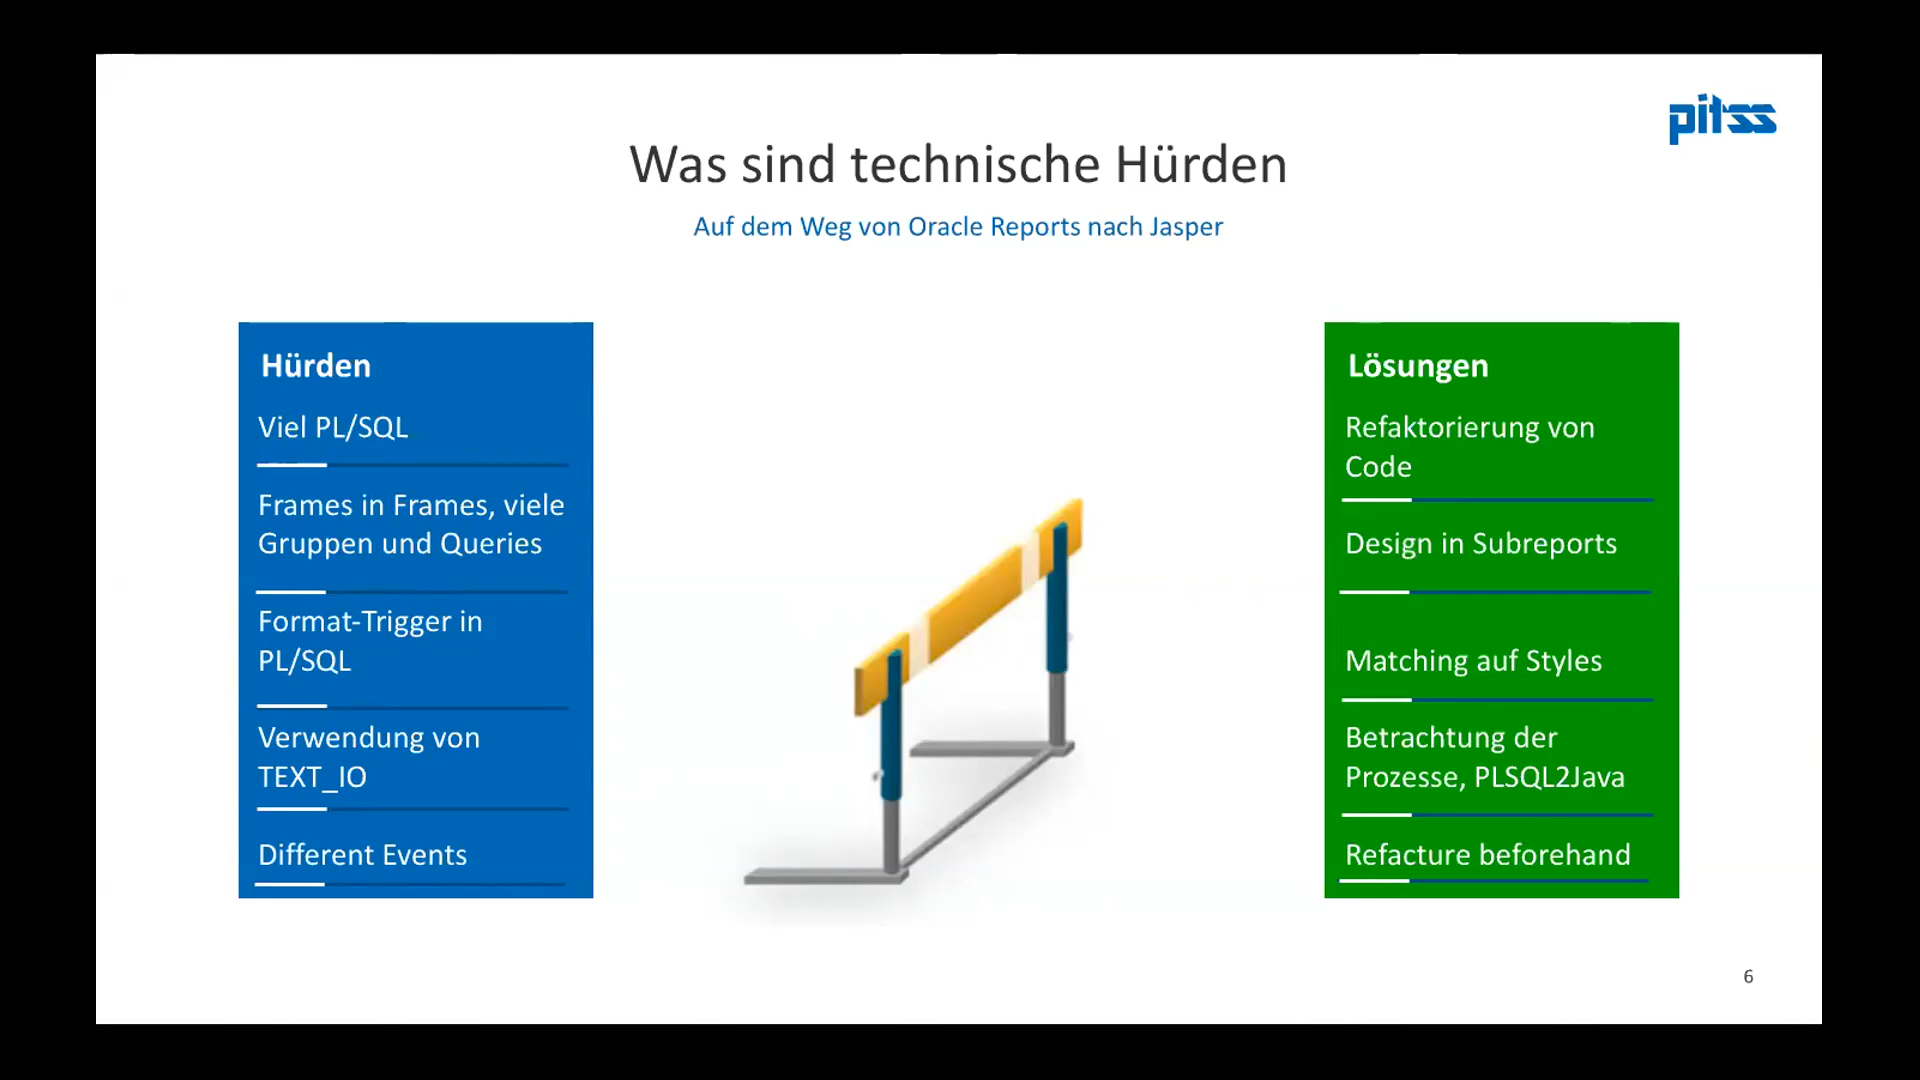 pitss
Was sind technische Hürden
Auf dem Weg von Oracle Reports nach Jasper
Hürden
Viel PL/SQL
Frames in Frames, viele
Gruppen und Queries
Format-Trigger in
PL/SQL
Verwendung von
TEXT_IO
Different Events
Lösungen
Refaktorierung von
Code
Design in Subreports
Matching auf Styles
Betrachtung der
Prozesse, PLSQL2Java
Refacture beforehand
6